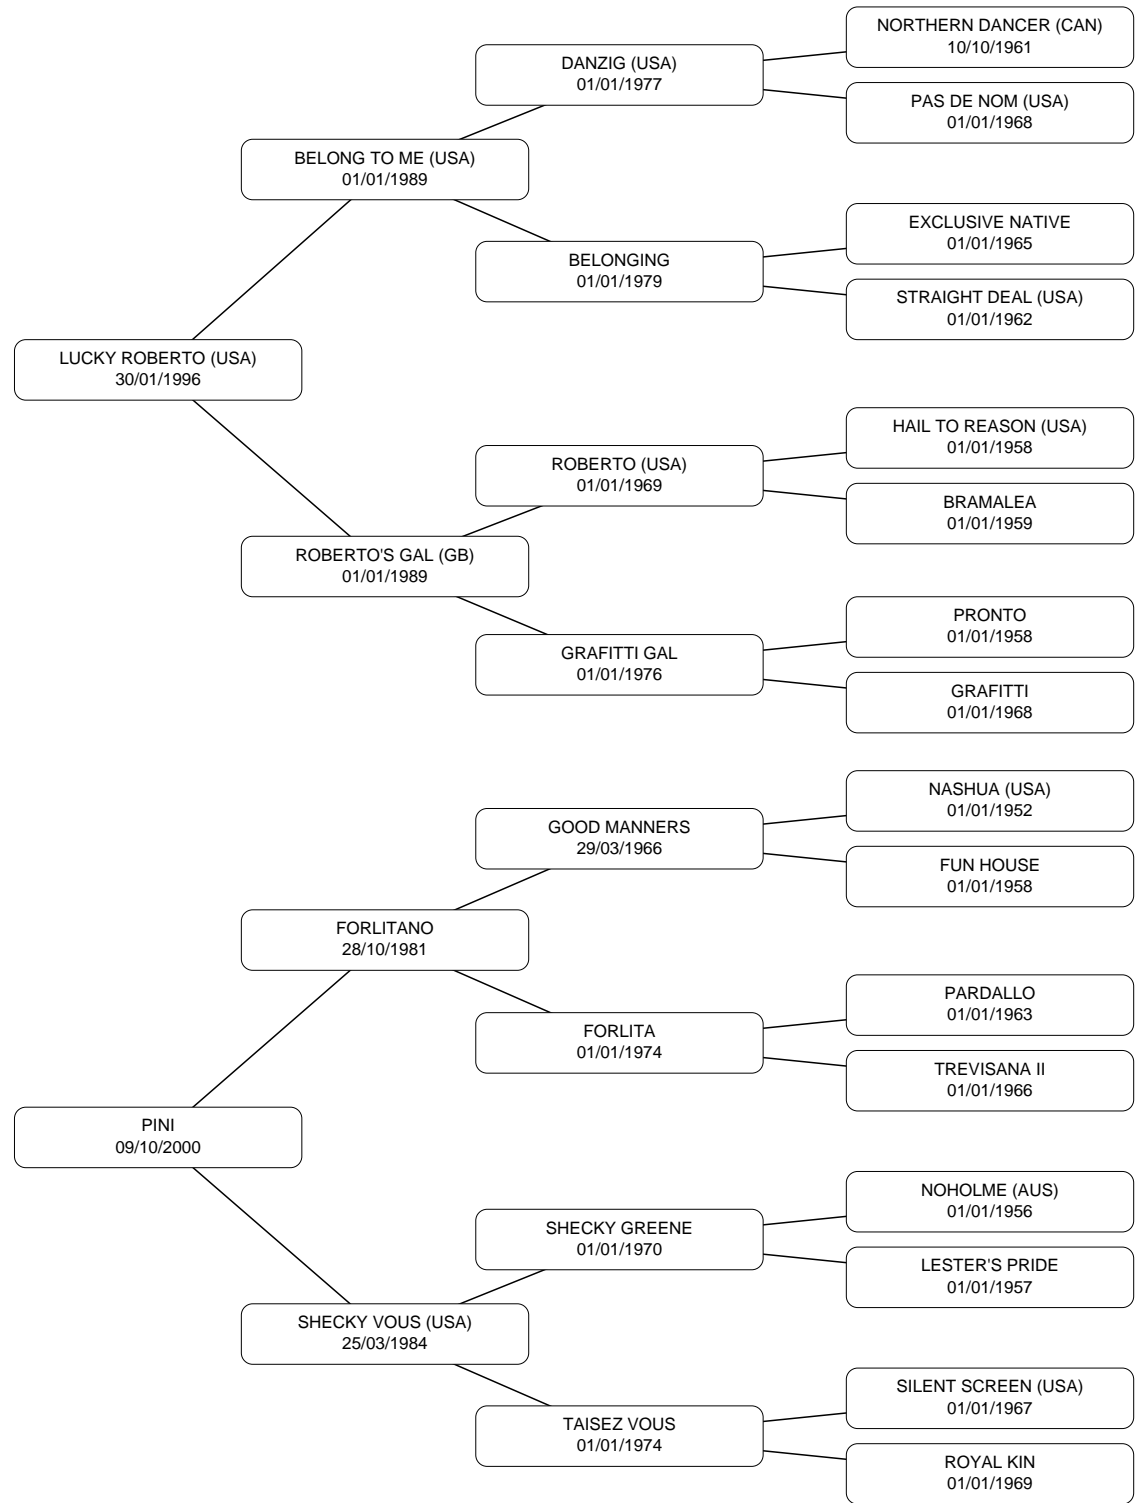 NORTHERN DANCER (CAN)
10/10/1961
DANZIG (USA)
01/01/1977
PAS DE NOM (USA)
01/01/1968
BELONG TO ME (USA)
01/01/1989
EXCLUSIVE NATIVE
01/01/1965
BELONGING
01/01/1979
STRAIGHT DEAL (USA)
01/01/1962
LUCKY ROBERTO (USA)
30/01/1996
HAIL TO REASON (USA)
01/01/1958
ROBERTO (USA)
01/01/1969
BRAMALEA
01/01/1959
ROBERTO'S GAL (GB)
01/01/1989
PRONTO
01/01/1958
GRAFITTI GAL
01/01/1976
GRAFITTI
01/01/1968
NASHUA (USA)
01/01/1952
GOOD MANNERS
29/03/1966
FUN HOUSE
01/01/1958
FORLITANO
28/10/1981
PARDALLO
01/01/1963
FORLITA
01/01/1974
TREVISANA II
01/01/1966
PINI
09/10/2000
NOHOLME (AUS)
01/01/1956
SHECKY GREENE
01/01/1970
LESTER'S PRIDE
01/01/1957
SHECKY VOUS (USA)
25/03/1984
SILENT SCREEN (USA)
01/01/1967
TAISEZ VOUS
01/01/1974
ROYAL KIN
01/01/1969